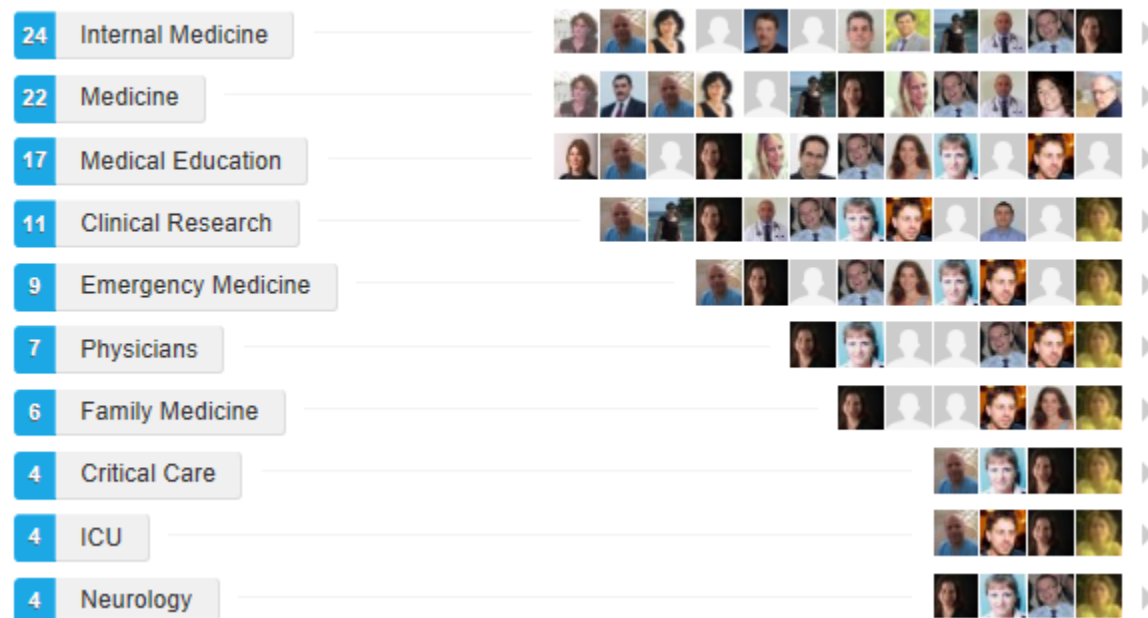 24 Internal Medicine
22 Medicine
17 Medical Education
11 Clinical Research
9 Emergency Medicine
7 Physicians
6 Family Medicine
4 Critical Care
4 ICU
4 Neurology